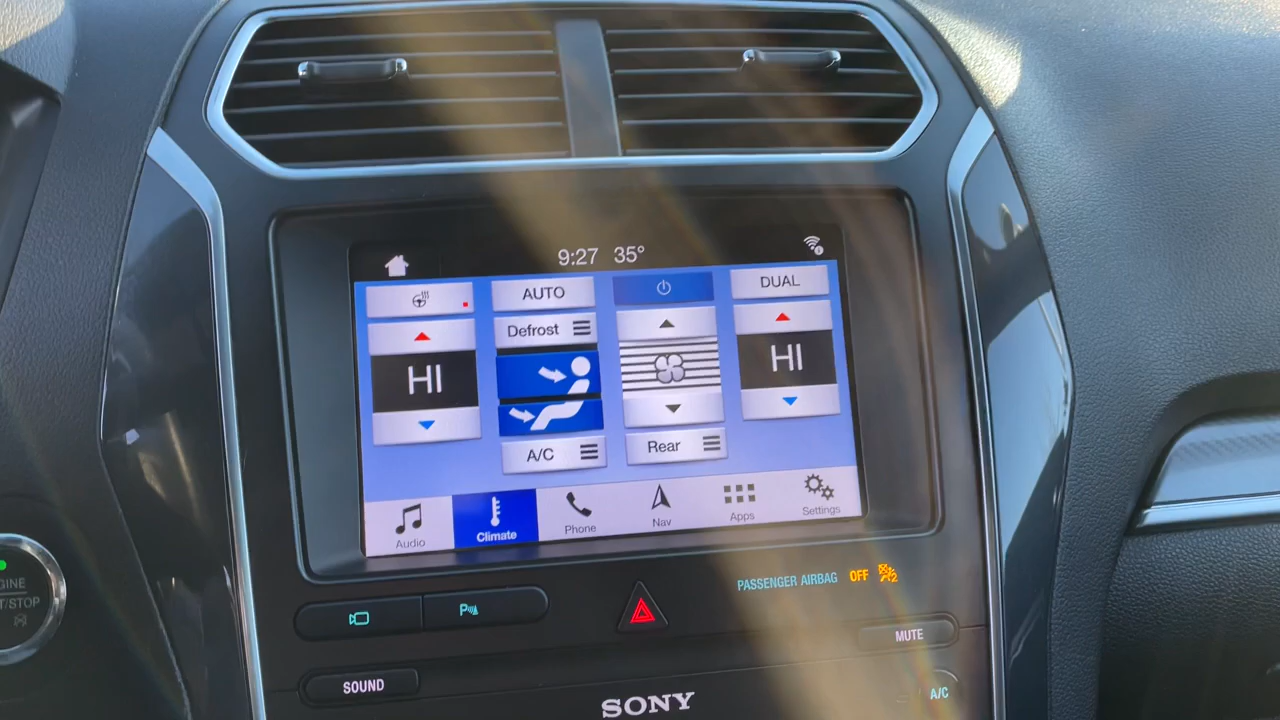 9:27 35°
AUTO
DUAL
Defrost
HI
HI
A/C
Rear
Audio
Climate
Phone
Nav
Apps
Settings
PASSENGER AIRBAG OFF
P
MUTE
SOUND
SONY
A/C